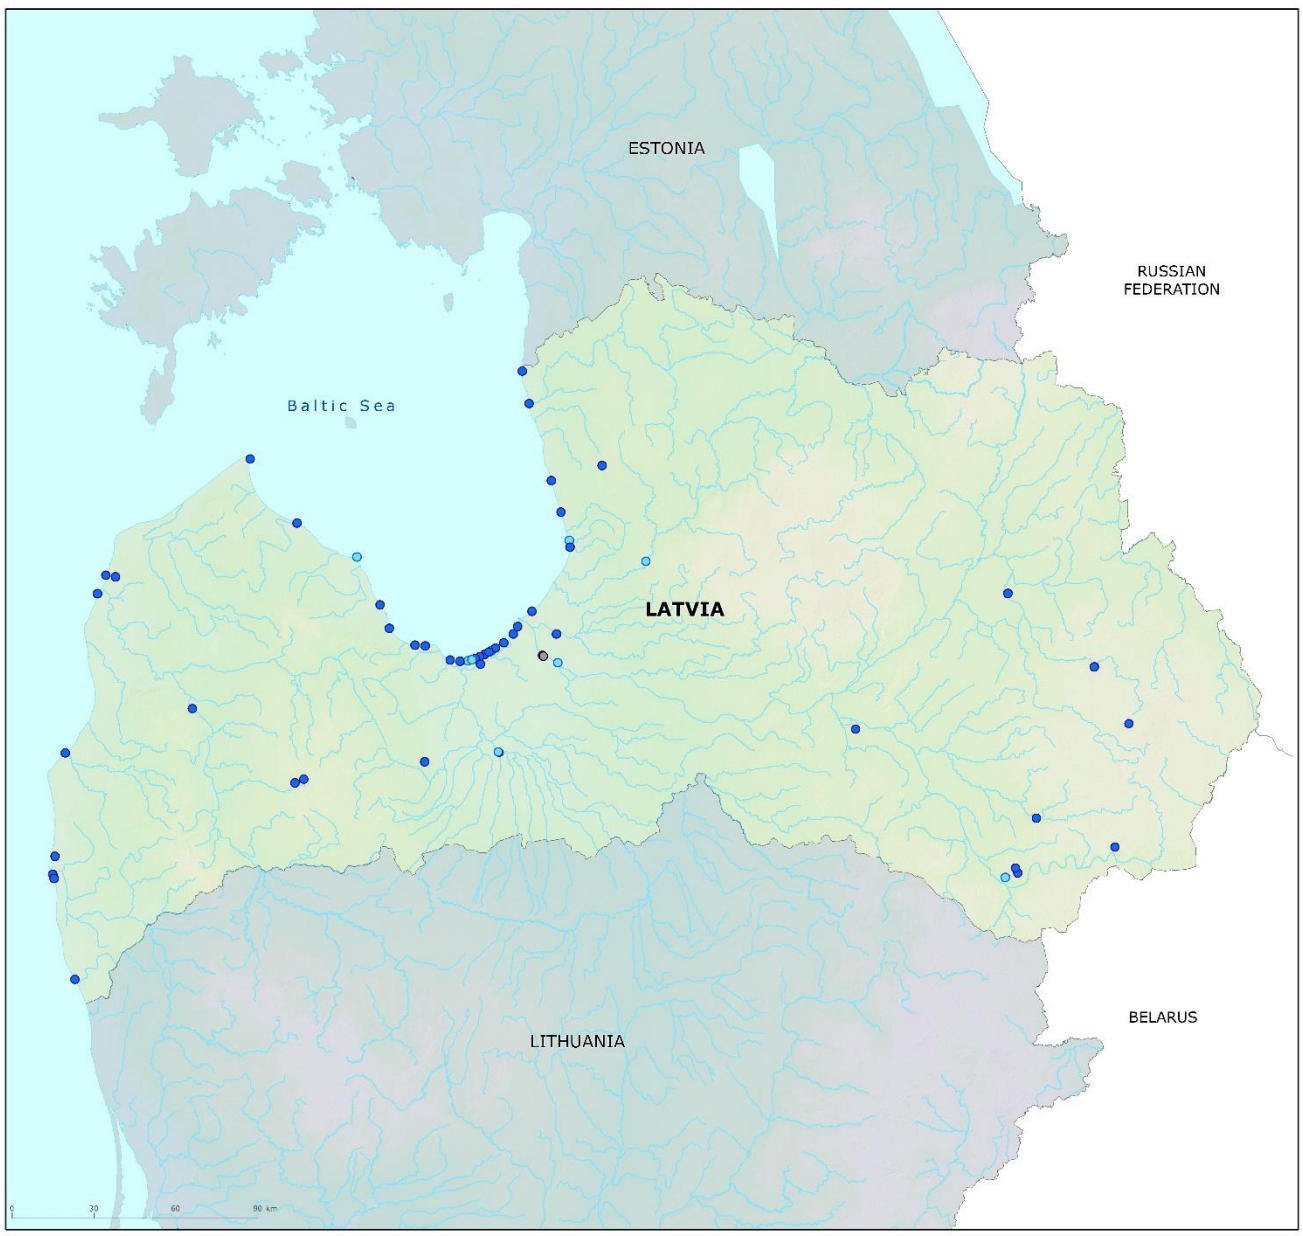 ESTONIA
RUSSIAN
FEDERATION
Baltic Sea
LATVIA
BELARUS
LITHUANIA
0 30 60 90 km